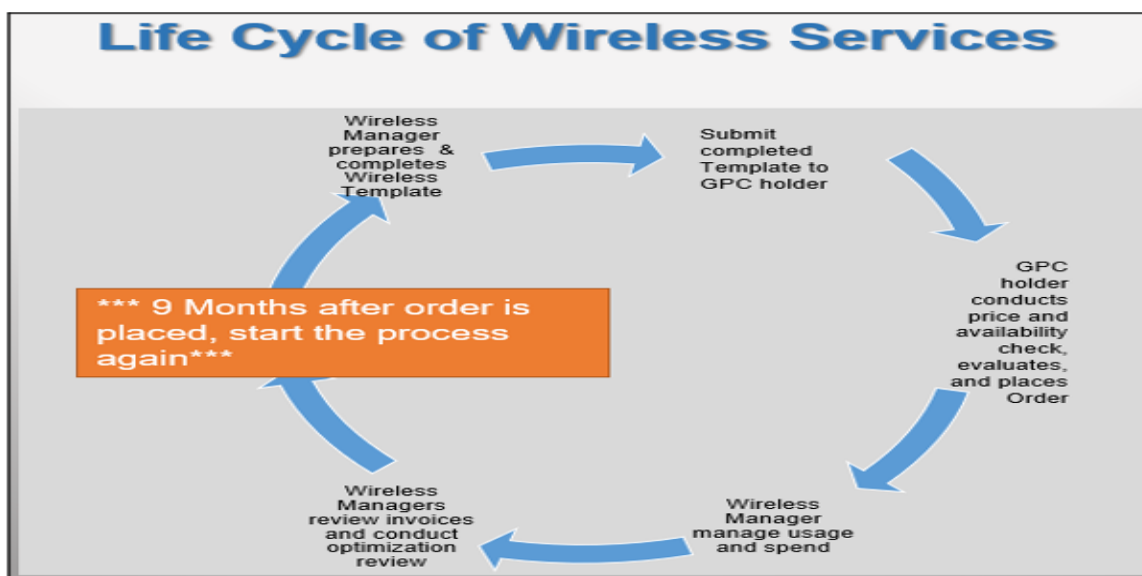 Life Cycle of Wireless Services
Wireless
Manager
prepares & 
completes
Wireless
Template
Submit
completed
Template to
GPC holder
GPC
holder
conducts
price and
availability
check,
evaluates,
and places
Order
Wireless
Manager
manage usage
and spend
Wireless
Managers
review invoices
and conduct
optimization
review
*** 9 Months after order is
placed, start the process
again***